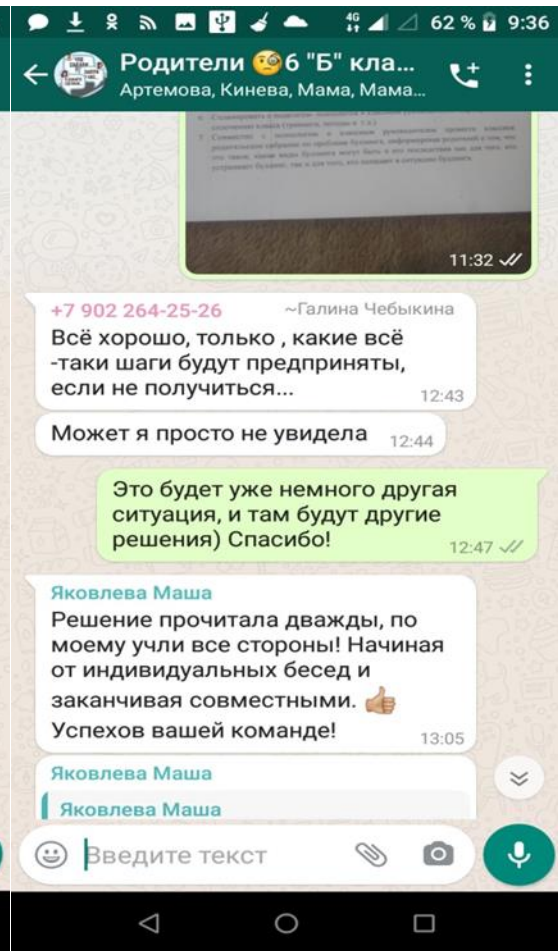 4G 62 % 9:36
Родители 6 "Б" кла...
Артемова, Кинева, Мама, Мама...
11:32
+7 902 264-25-26 ~Галина Чебыкина
Всё хорошо, только , какие всё
-таки шаги будут предприняты,
если не получиться...
12:43
Может я просто не увидела 12:44
Это будет уже немного другая
ситуация, и там будут другие
решения) Спасибо!
12:47
Яковлева Маша
Решение прочитала дважды, по
моему учли все стороны! Начиная
от индивидуальных бесед и
заканчивая совместными.
Успехов вашей команде!
13:05
Яковлева Маша
Яковлева Маша
Введите текст